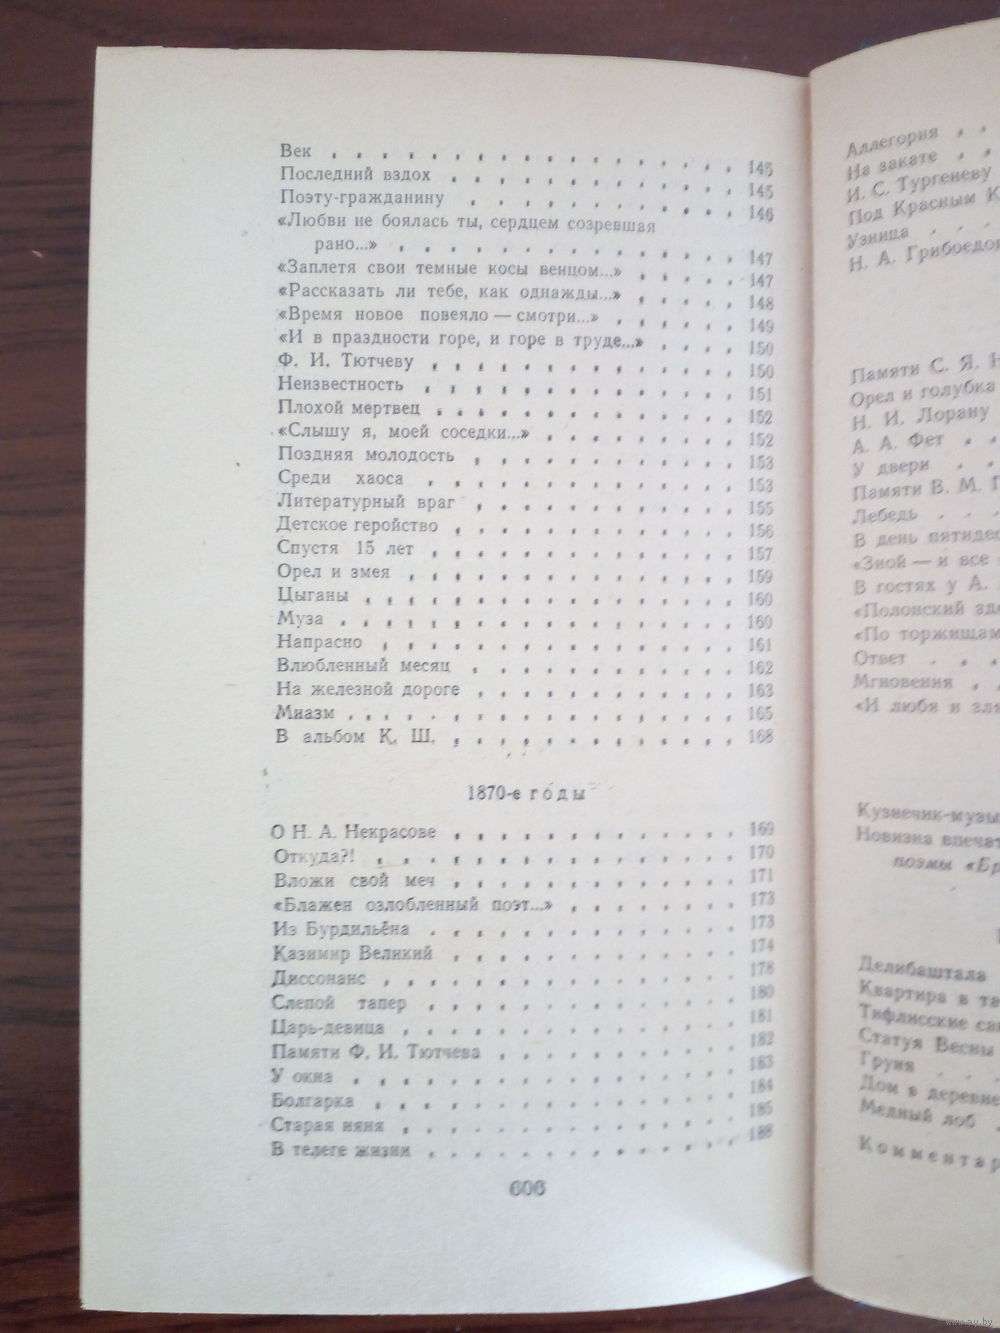 Век . . . . . . . . . . . . . . . . . . 145
Последний вздох . . . . . . . . . . . . 145
Поэту-гражданину . . . . . . . . . . . 146
«Любви не боялась ты, сердцем созревшая
рано...» . . . . . . . . . . . . . . . 147
«Заплетя свои темные косы венцом...» . . . . . 147
«Рассказать ли тебе, как однажды...» . . . . . 148
«Время новое повеяло — смотри...» . . . . . . 149
«И в праздности горе, и горе в труде...» . . . . 150
Ф. И. Тютчеву . . . . . . . . . . . . . 150
Неизвестность . . . . . . . . . . . . . 151
Плохой мертвец . . . . . . . . . . . . 152
«Слышу я, моей соседки...» . . . . . . . . 152
Поздняя молодость . . . . . . . . . . . 153
Среди хаоса . . . . . . . . . . . . . 153
Литературный враг . . . . . . . . . . . 155
Детское геройство . . . . . . . . . . . 156
Спустя 15 лет . . . . . . . . . . . . . 157
Орел и змея . . . . . . . . . . . . . 159
Цыганы . . . . . . . . . . . . . . . 160
Муза . . . . . . . . . . . . . . . . 160
Напрасно . . . . . . . . . . . . . . 161
Влюбленный месяц . . . . . . . . . . . 162
На железной дороге . . . . . . . . . . . 163
Миазм . . . . . . . . . . . . . . . . 165
В альбом К. Ш. . . . . . . . . . . . . 168
1870-е годы
О Н. А. Некрасове . . . . . . . . . . . 169
Откуда?! . . . . . . . . . . . . . . . 170
Вложи свой меч . . . . . . . . . . . . 171
«Блажен озлобленный поэт...» . . . . . . . 173
Из Бурдильёна . . . . . . . . . . . . . 173
Казимир Великий . . . . . . . . . . . . 174
Диссонанс . . . . . . . . . . . . . . 178
Слепой тапер . . . . . . . . . . . . . 180
Царь-девица . . . . . . . . . . . . . 181
Памяти Ф. И. Тютчева . . . . . . . . . . 182
У окна . . . . . . . . . . . . . . . . 183
Болгарка . . . . . . . . . . . . . . . 184
Старая няня . . . . . . . . . . . . . . 185
В телеге жизни . . . . . . . . . . . . 188
606
Аллегория . .
На закате . .
И. С. Тургеневу
Под Красным К
Узница . . .
Н. А. Грибоедо
Памяти С. Я. Н
Орел и голубка
Н. И. Лорану
А. А. Фет . .
У двери . .
Памяти В. М. Г
Лебедь . . .
В день пятидес
«Зной — и все
В гостях у А.
«Полонский зде
«По торжищам
Ответ . . .
Мгновения . .
«И любя и зля
Кузнечик-музы
Новизна впечат
поэмы «Бр
Делибаштала
Квартира в та
Тифлисские са
Статуя Весны
Груня . . .
Дом в деревне
Медный лоб .
Комментар
www.ay.by